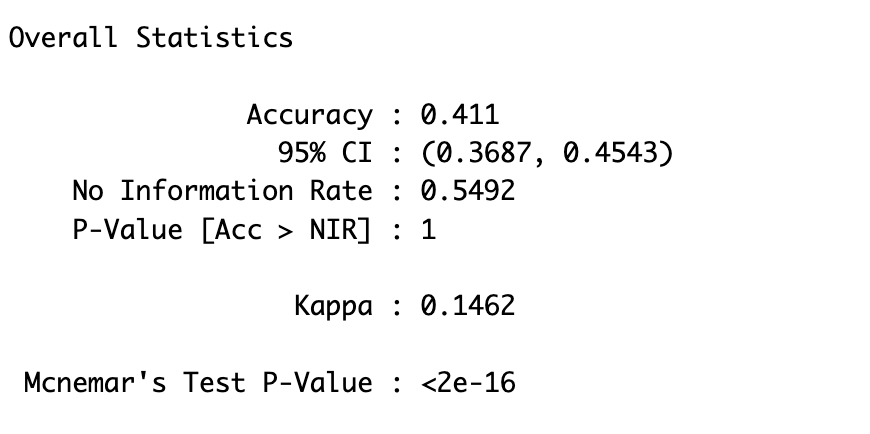 Overall Statistics
Accuracy : 0.411
95% CI : (0.3687, 0.4543)
No Information Rate : 0.5492
P-Value [Acc > NIR] : 1
Kappa : 0.1462
Mcnemar's Test P-Value : <2e-16